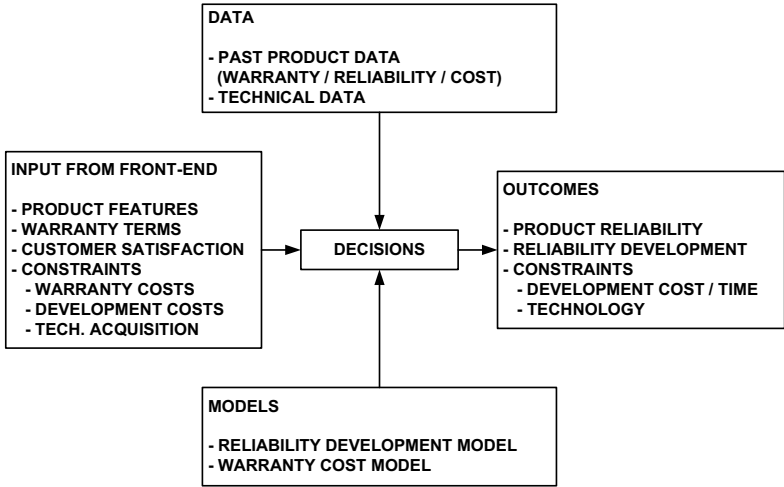 DATA
- PAST PRODUCT DATA
(WARRANTY / RELIABILITY / COST)
- TECHNICAL DATA
INPUT FROM FRONT-END
- PRODUCT FEATURES
- WARRANTY TERMS
- CUSTOMER SATISFACTION
- CONSTRAINTS
- WARRANTY COSTS
- DEVELOPMENT COSTS
- TECH. ACQUISITION
DECISIONS
OUTCOMES
- PRODUCT RELIABILITY
- RELIABILITY DEVELOPMENT
- CONSTRAINTS
- DEVELOPMENT COST / TIME
- TECHNOLOGY
MODELS
- RELIABILITY DEVELOPMENT MODEL
- WARRANTY COST MODEL